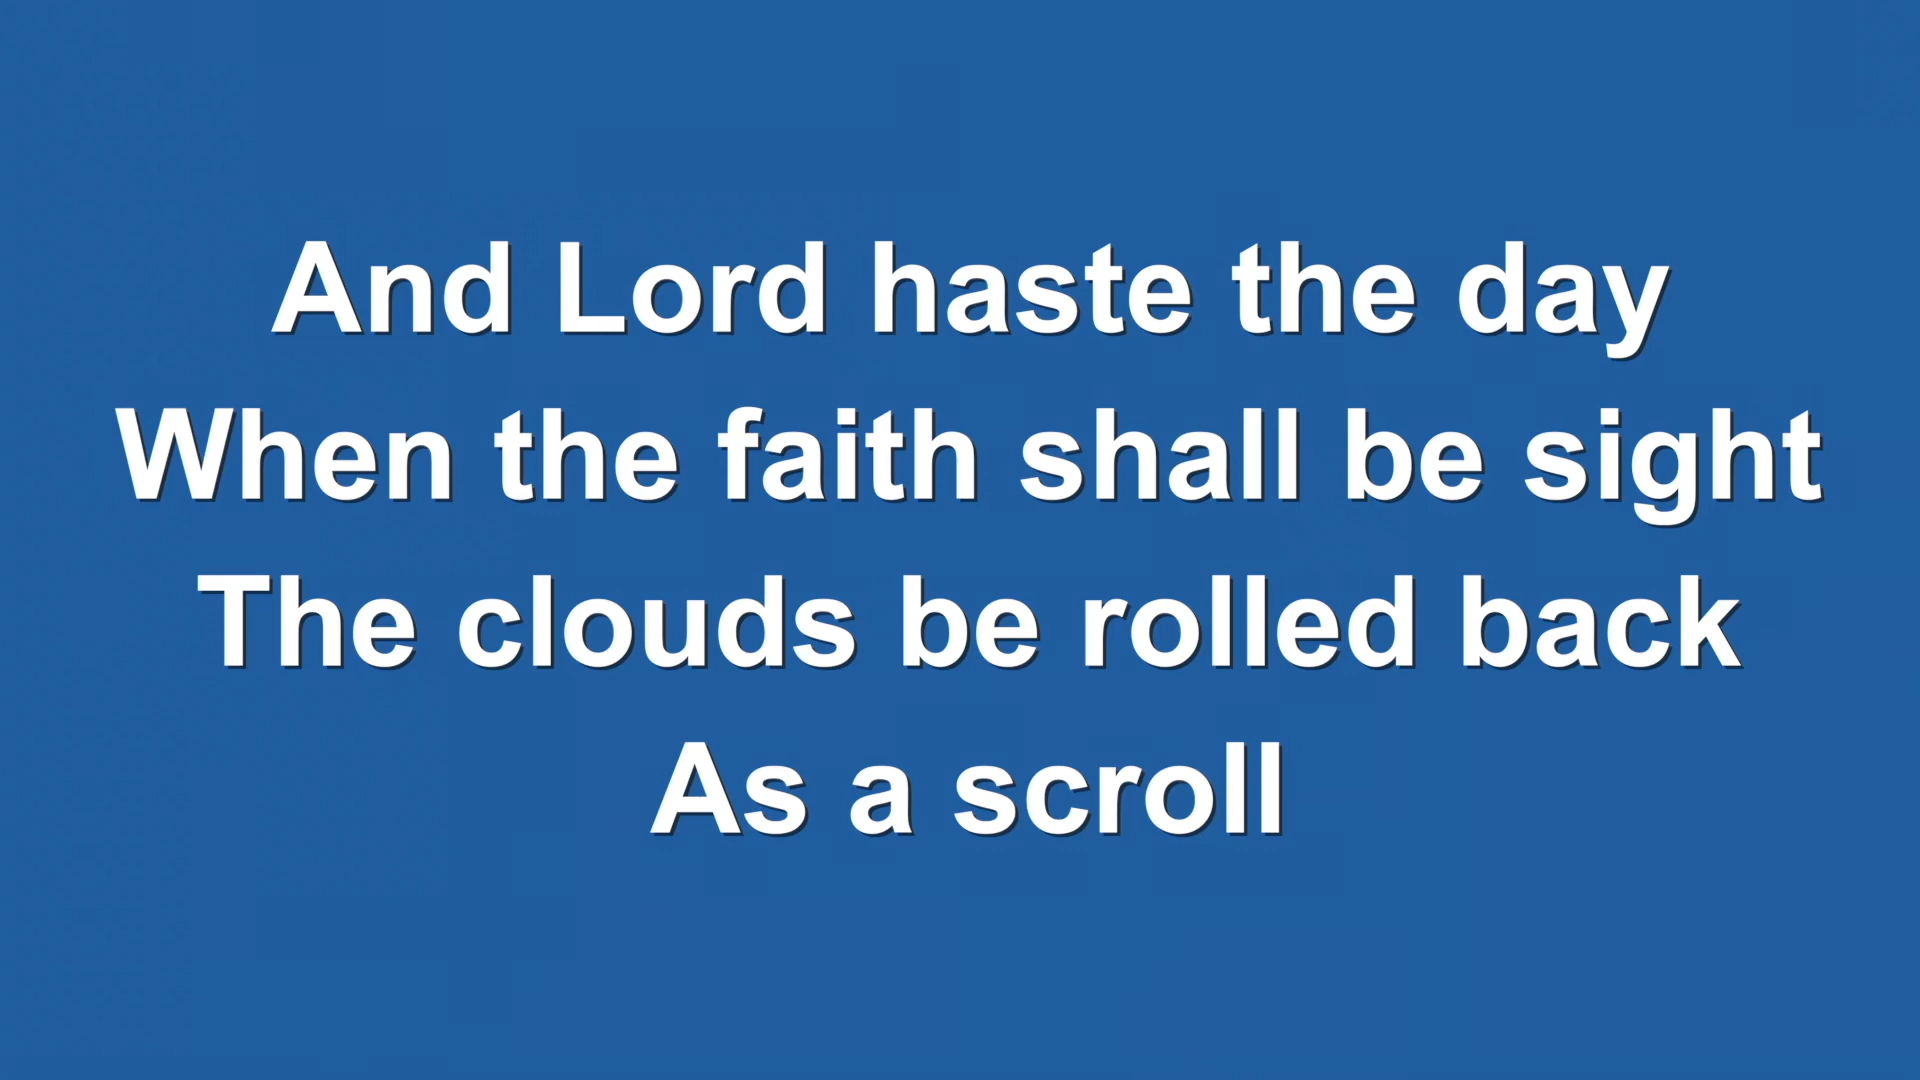 And Lord haste the day
When the faith shall be sight
The clouds be rolled back
As a scroll